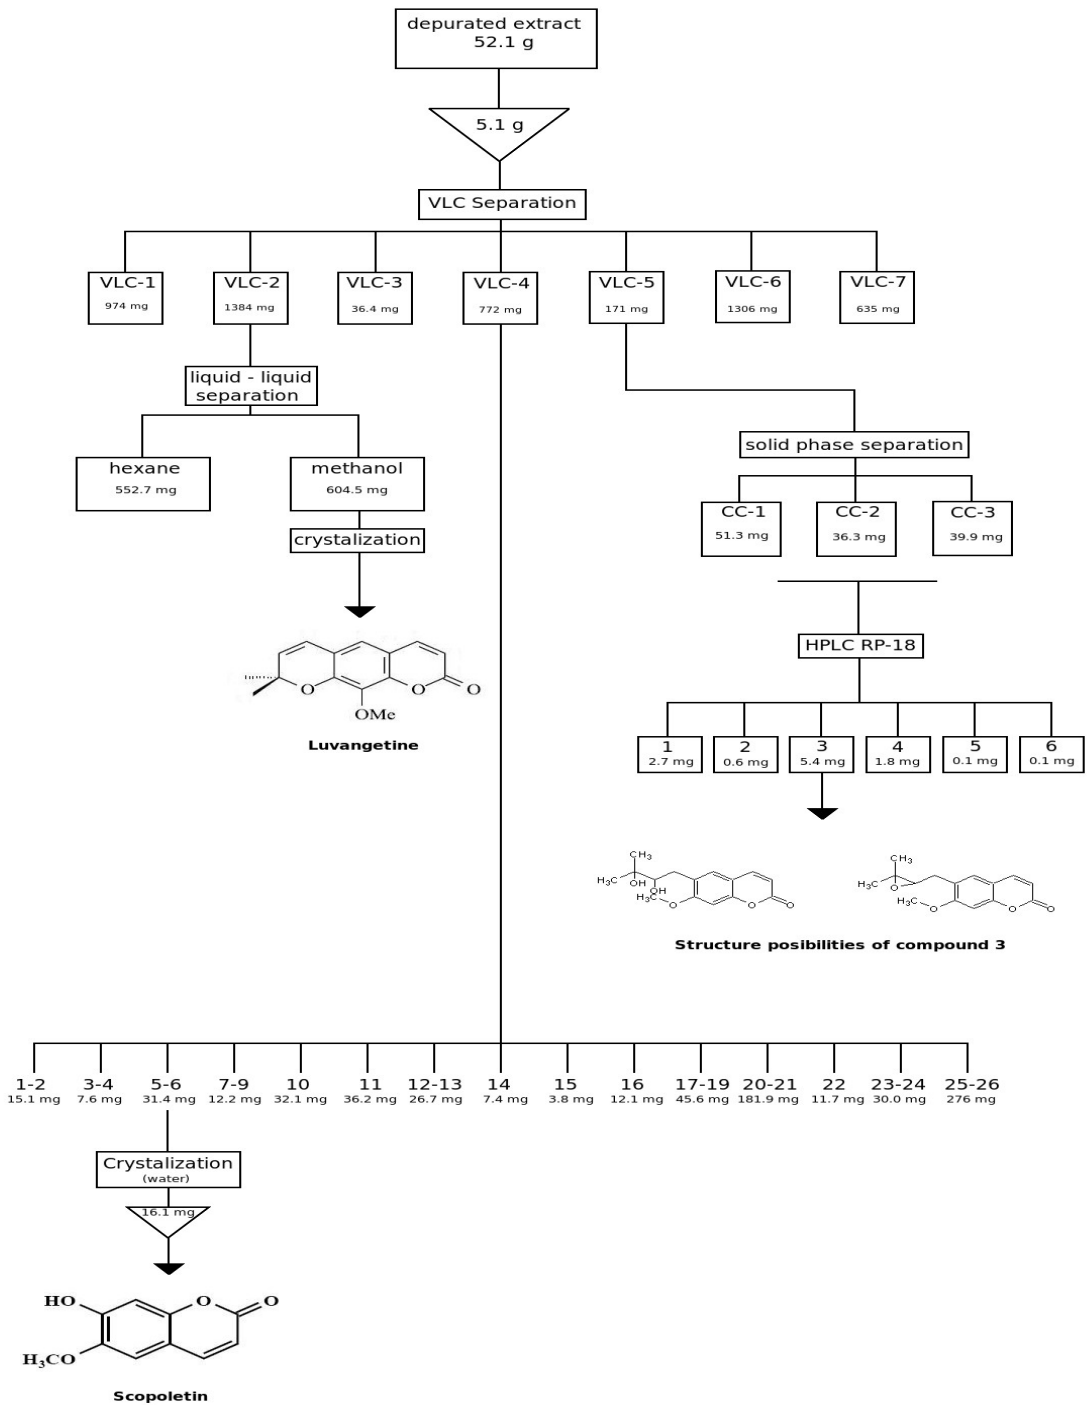 depurated extract
52.1 g
5.1 g
VLC Separation
VLC-1
974 mg
VLC-2
1384 mg
VLC-3
36.4 mg
VLC-4
772 mg
VLC-5
171 mg
VLC-6
1306 mg
VLC-7
635 mg
liquid - liquid
separation
hexane
552.7 mg
methanol
604.5 mg
crystalization
O
O
O
OMe
Luvangetine
solid phase separation
CC-1
51.3 mg
CC-2
36.3 mg
CC-3
39.9 mg
HPLC RP-18
1
2.7 mg
2
0.6 mg
3
5.4 mg
4
1.8 mg
5
0.1 mg
6
0.1 mg
CH3
H3C
OH
OH
H3C
O
O
O
CH3
H3C
O
H3C
O
O
O
Structure posibilities of compound 3
1-2
15.1 mg
3-4
7.6 mg
5-6
31.4 mg
7-9
12.2 mg
10
32.1 mg
11
36.2 mg
12-13
26.7 mg
14
7.4 mg
15
3.8 mg
16
12.1 mg
17-19
45.6 mg
20-21
181.9 mg
22
11.7 mg
23-24
30.0 mg
25-26
276 mg
Crystalization
(water)
16.1 mg
HO
O
O
H3CO
Scopoletin